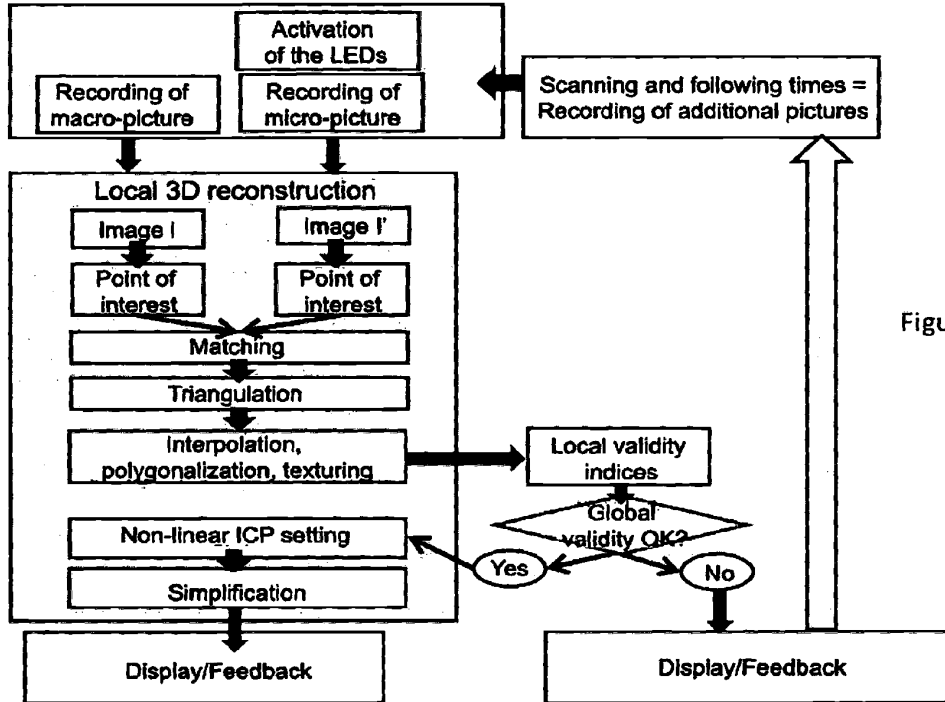 Activation
of the LEDs
Recording of
macro-picture
Recording of
micro-picture
Scanning and following times =
Recording of additional pictures
Local 3D reconstruction
Image I
Image I'
Point of
interest
Point of
interest
Matching
Triangulation
Interpolation,
polygonalization, texturing
Local validity
indices
Global
validity OK?
Non-linear ICP setting
Yes
No
Simplification
Display/Feedback
Display/Feedback
Figu